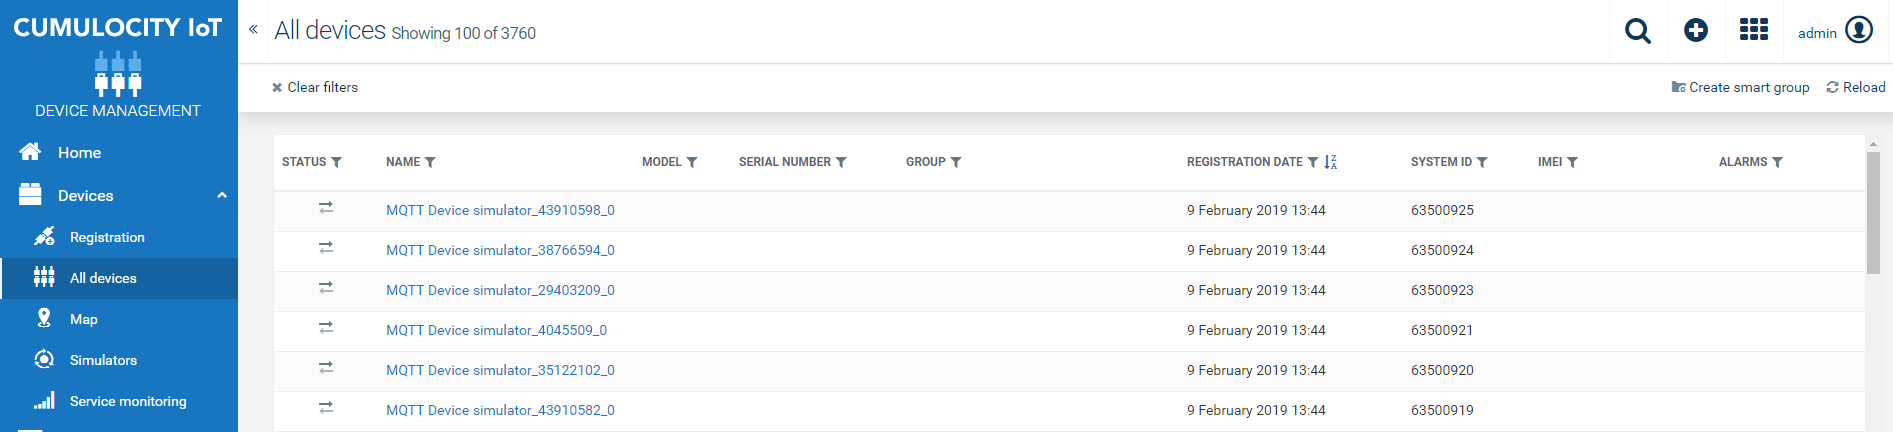 CUMULOCITY IoT
DEVICE MANAGEMENT
Home
Devices
Registration
All devices
Map
Simulators
Service monitoring
« All devices Showing 100 of 3760
admin
Clear filters
Create smart group
Reload
STATUS NAME MODEL SERIAL NUMBER GROUP REGISTRATION DATE SYSTEM ID IMEI ALARMS
MQTT Device simulator_43910598_0 9 February 2019 13:44 63500925
MQTT Device simulator_38766594_0 9 February 2019 13:44 63500924
MQTT Device simulator_29403209_0 9 February 2019 13:44 63500923
MQTT Device simulator_4045509_0 9 February 2019 13:44 63500921
MQTT Device simulator_35122102_0 9 February 2019 13:44 63500920
MQTT Device simulator_43910582_0 9 February 2019 13:44 63500919